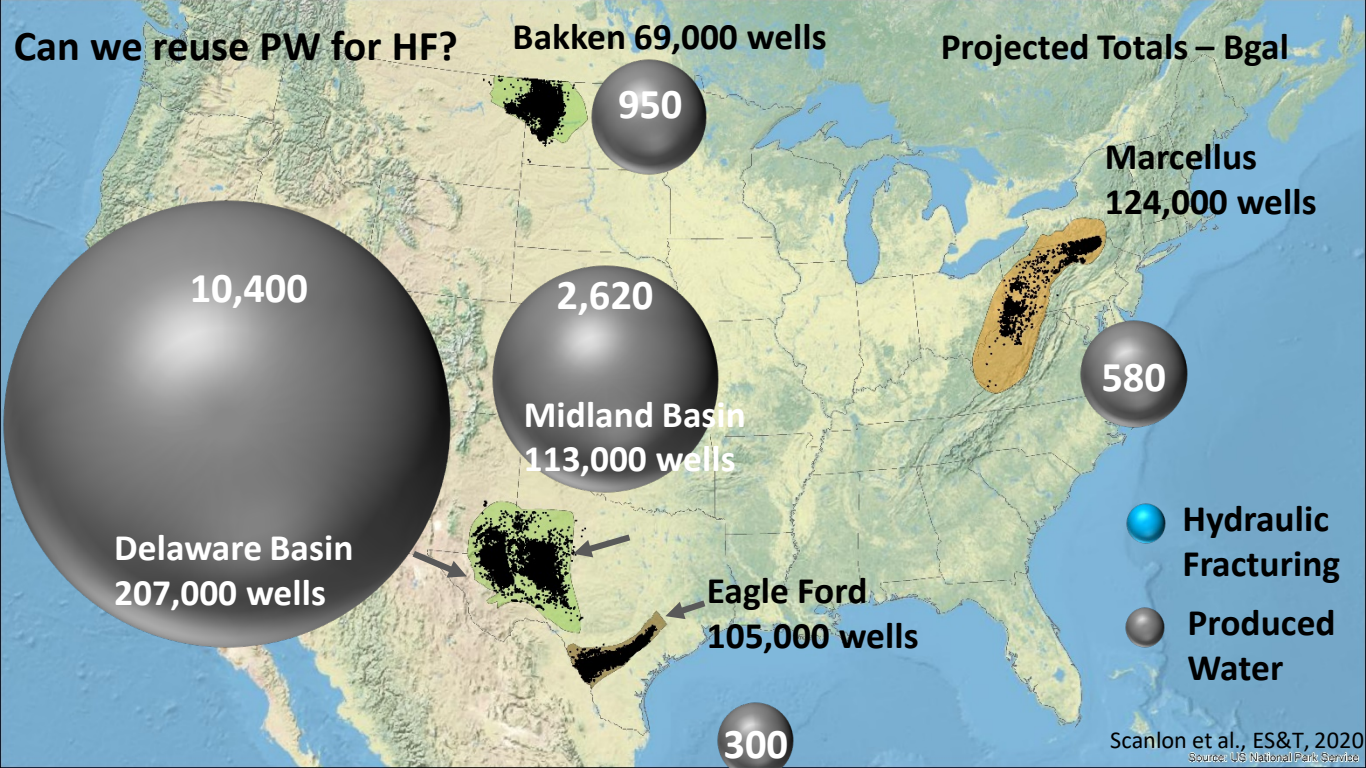 Can we reuse PW for HF?
Bakken 69,000 wells
Projected Totals – Bgal
950
Marcellus
124,000 wells
10,400
2,620
580
Midland Basin
113,000 wells
Delaware Basin
207,000 wells
Eagle Ford
105,000 wells
Hydraulic
Fracturing
Produced
Water
300
Scanlon et al., ES&T, 2020
Source: US National Park Service